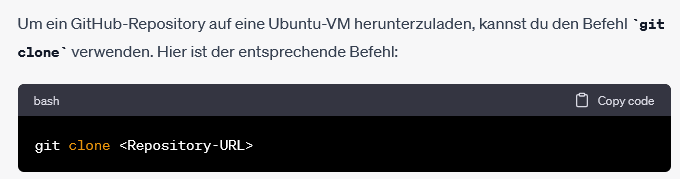 Um ein GitHub-Repository auf eine Ubuntu-VM herunterzuladen, kannst du den Befehl `git
clone` verwenden. Hier ist der entsprechende Befehl:
bash Copy code
git clone <Repository-URL>